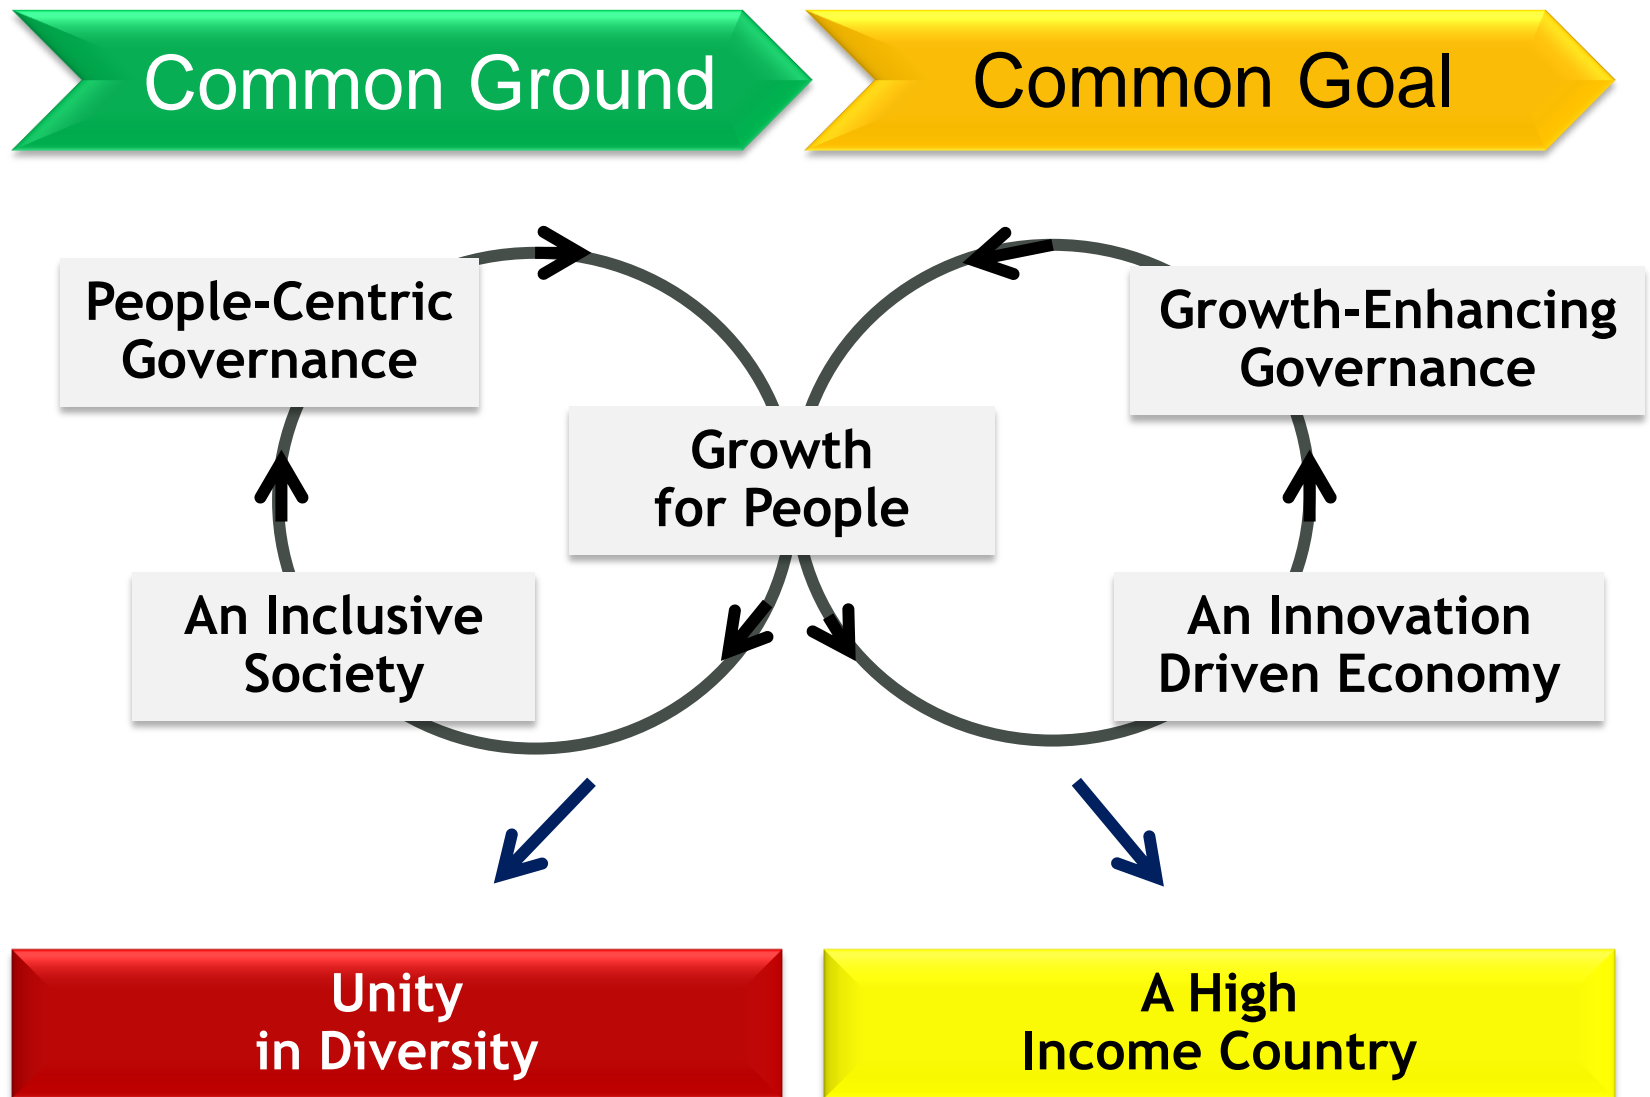 Common Ground
Common Goal
People-Centric
Governance
Growth-Enhancing
Governance
Growth
for People
An Inclusive
Society
An Innovation
Driven Economy
Unity
in Diversity
A High
Income Country